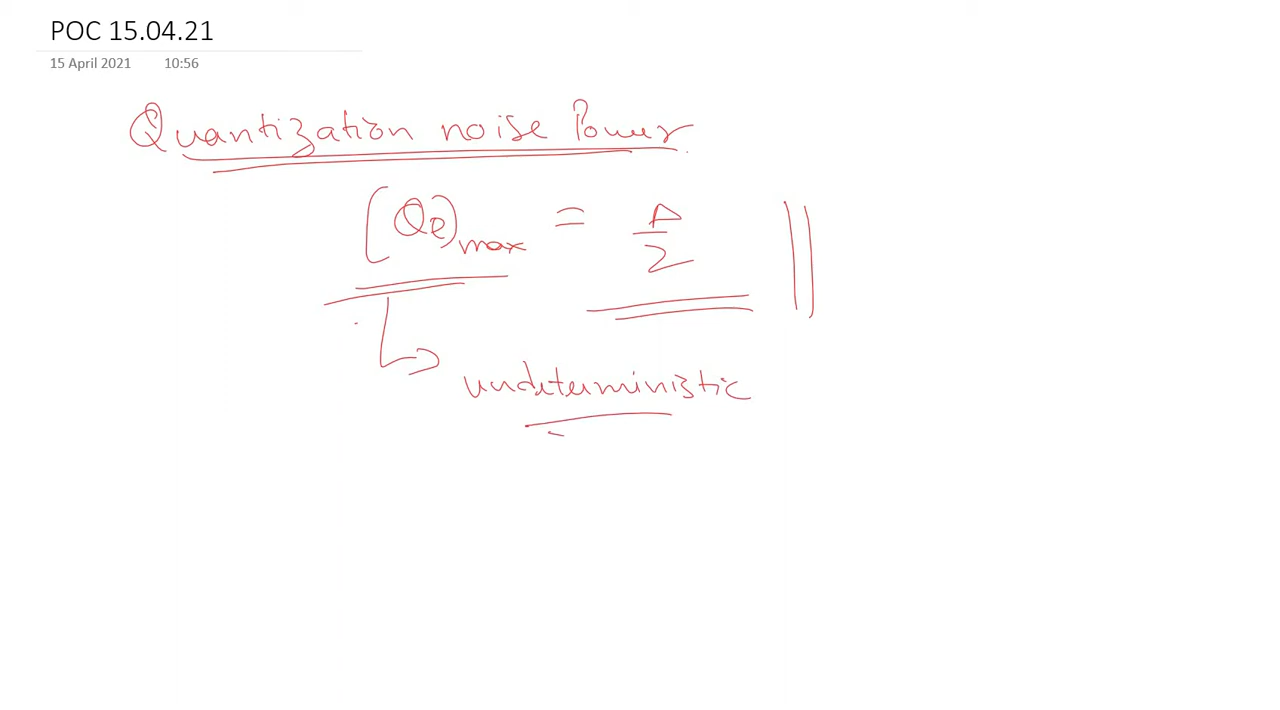 POC 15.04.21
15 April 2021 10:56
Quantization noise Power
[Qe)max = Δ/2 ||
undeterministic